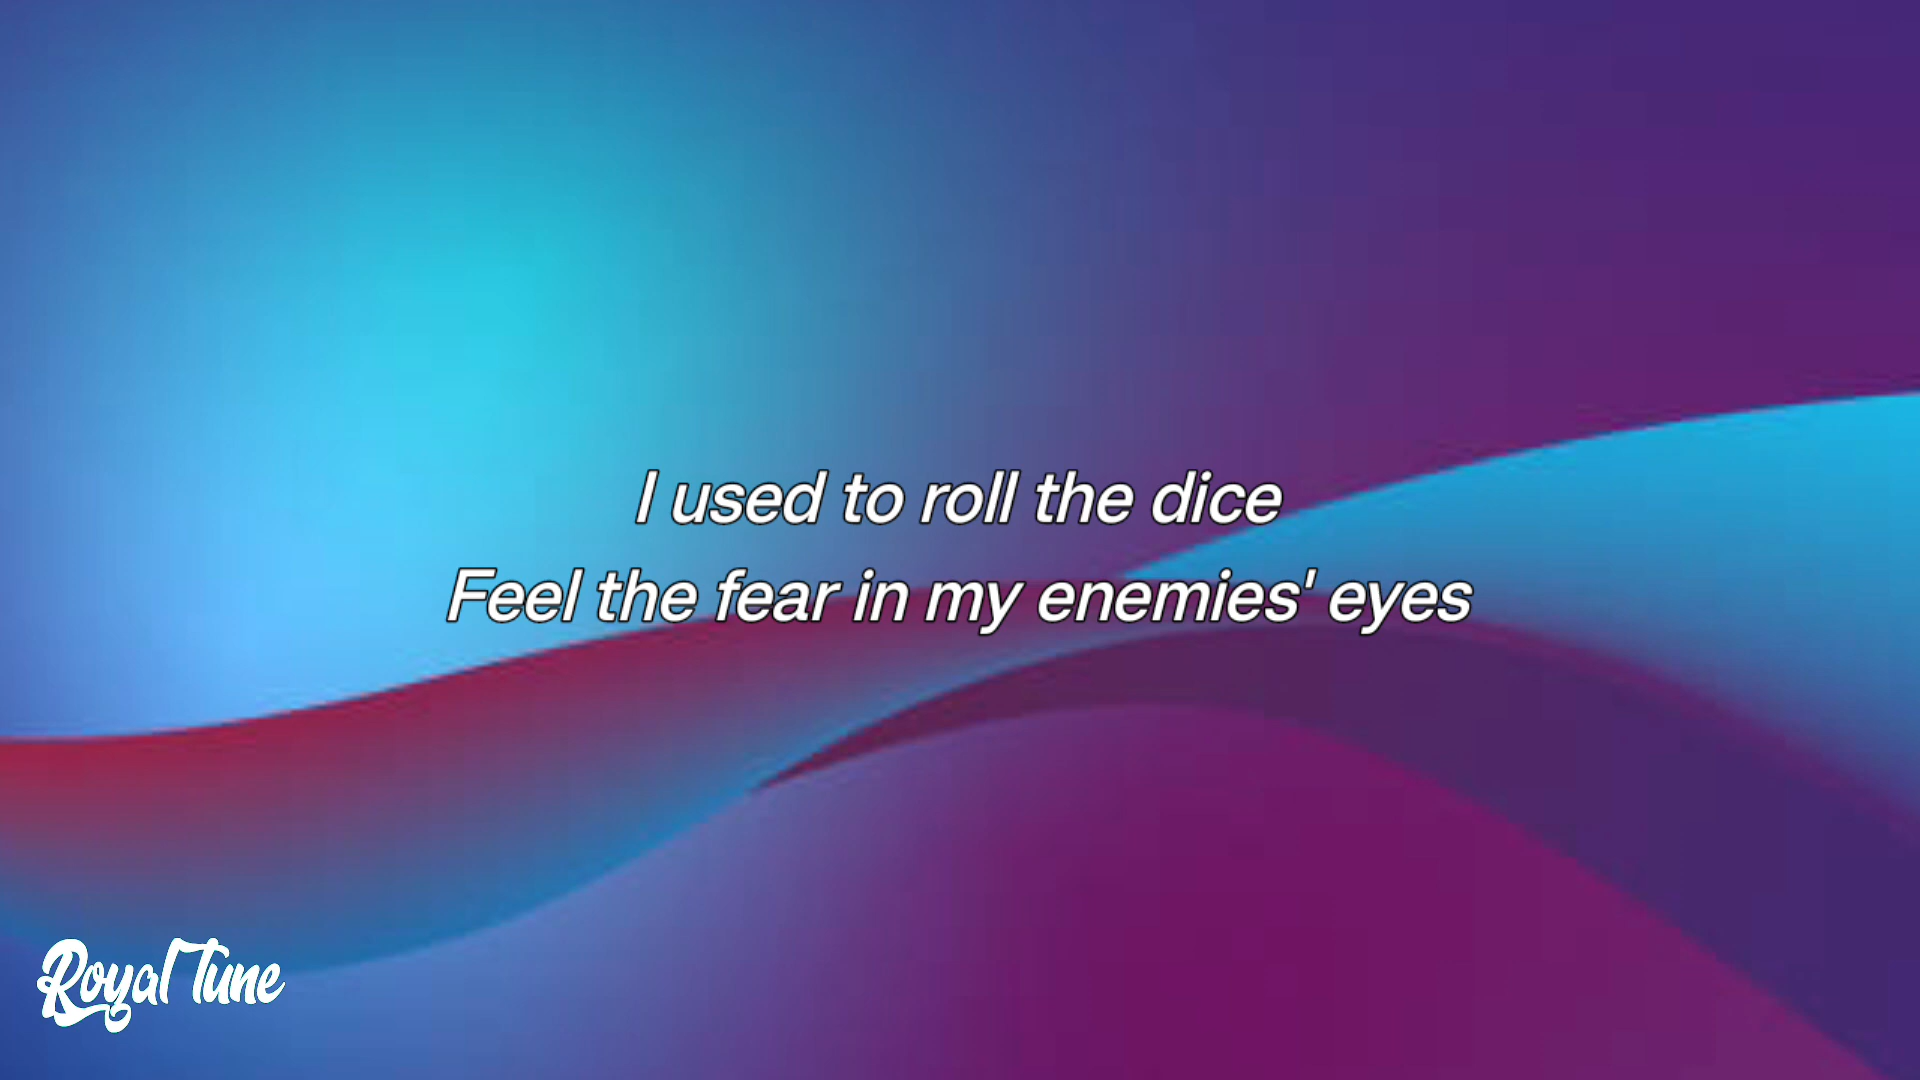 I used to roll the dice
Feel the fear in my enemies' eyes
Royal Tune